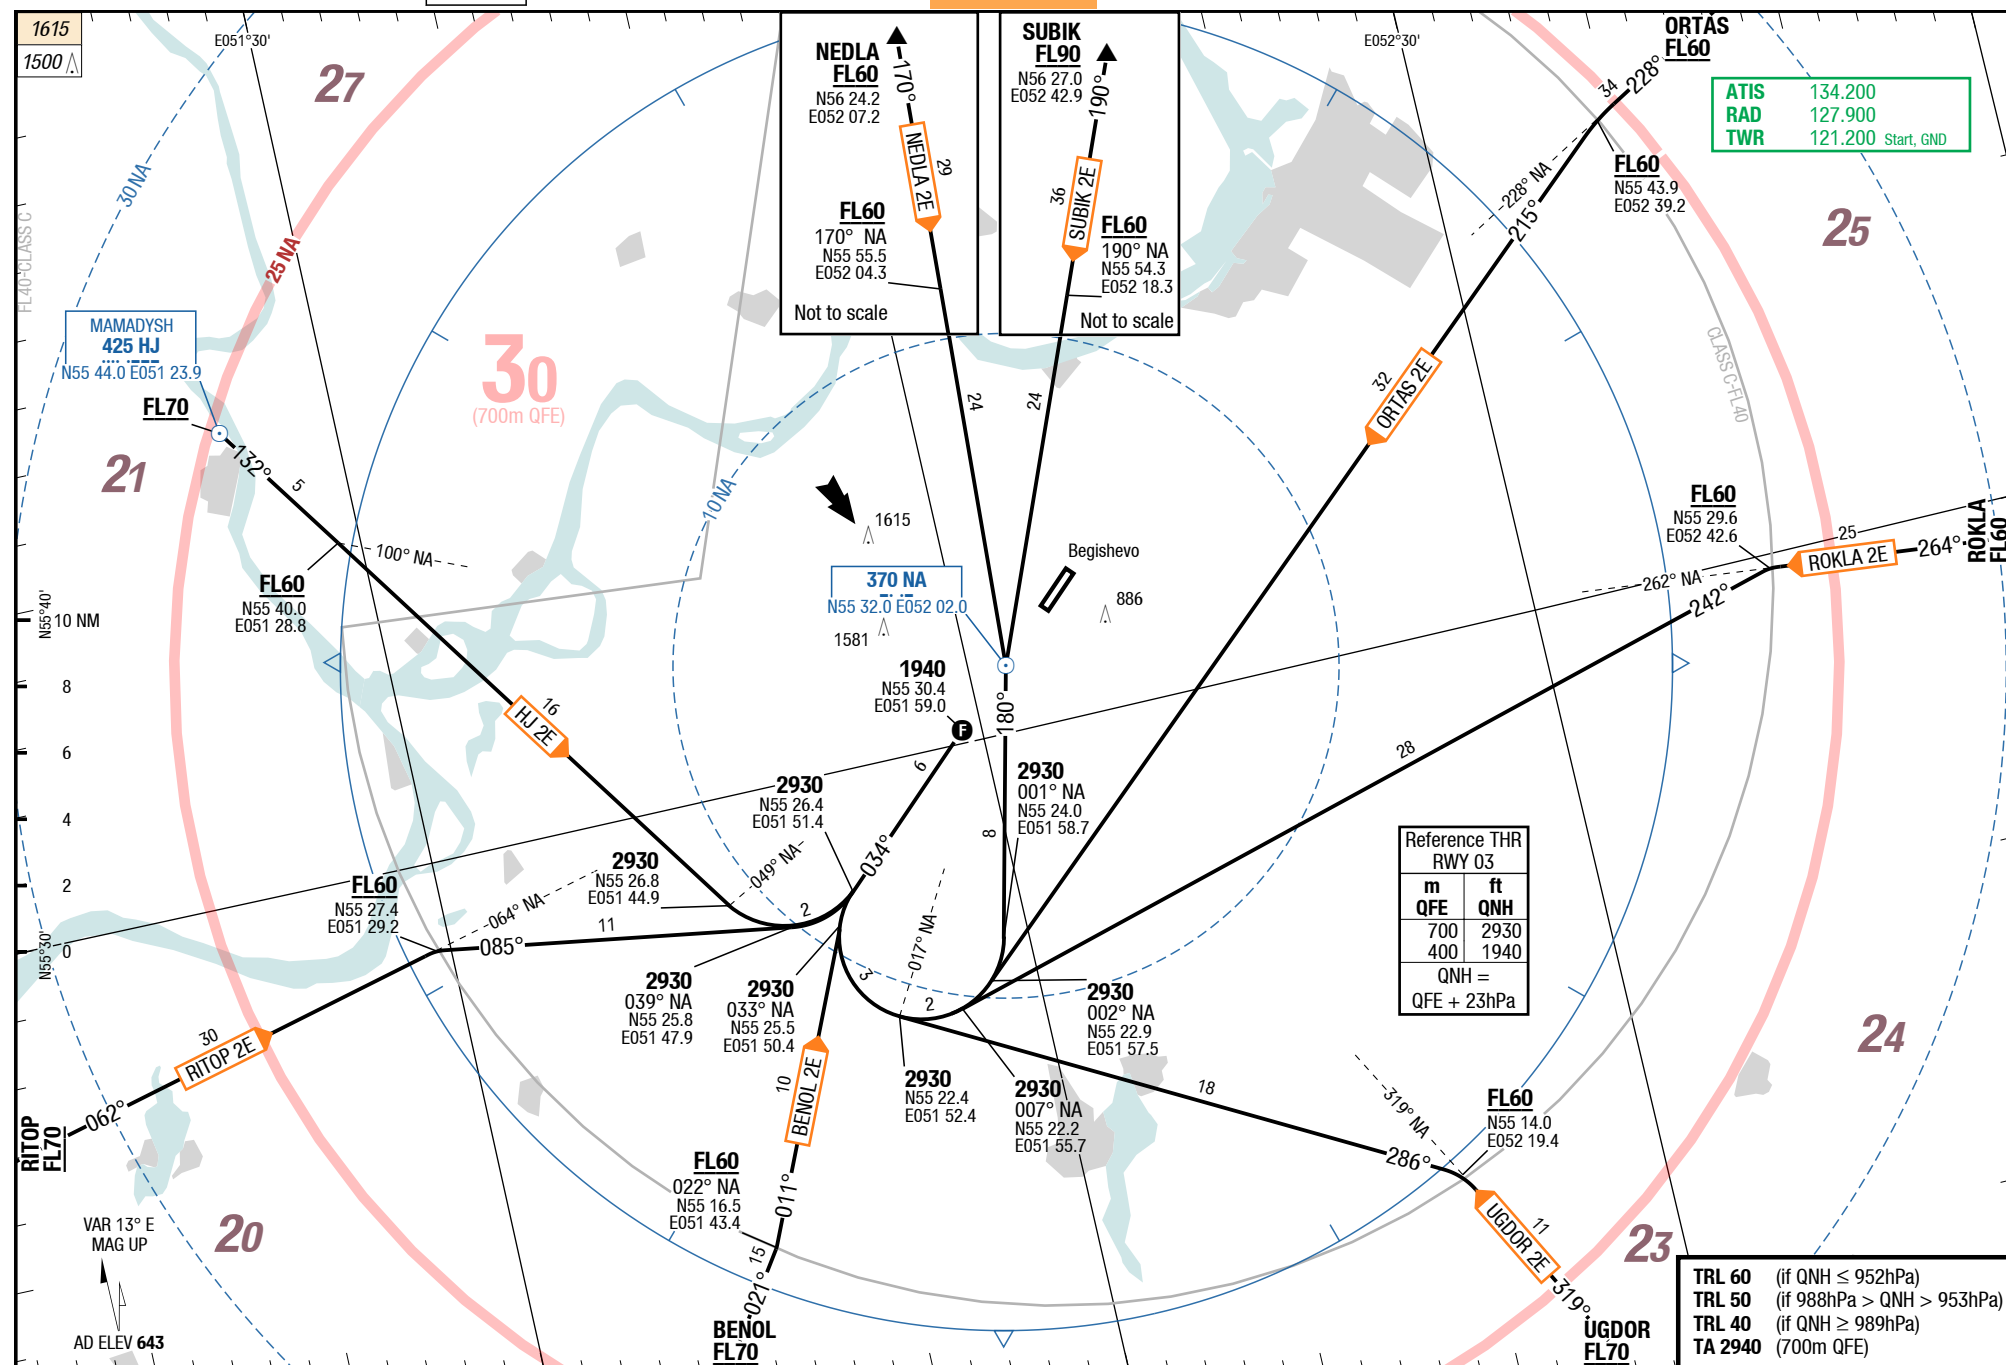 1615
1500
E051°30'
27
NEDLA
FL60
N56 24.2
E052 07.2
170°
NEDLA 2E
29
FL60
170° NA
N55 55.5
E052 04.3
Not to scale
SUBIK
FL90
N56 27.0
E052 42.9
190°
SUBIK 2E
36
FL60
190° NA
N55 54.3
E052 18.3
Not to scale
E052°30'
ORTAS
FL60
34
228°
228° NA
215°
FL60
N55 43.9
E052 39.2
ATIS 134.200
RAD 127.900
TWR 121.200 Start, GND
25
30 NA
25 NA
FL40-CLASS C
MAMADYSH
425 HJ
N55 44.0 E051 23.9
FL70
132°
5
21
30
(700m QFE)
24
24
32
ORTAS 2E
CLASS C-FL40
10 NA
1615
Begishevo
370 NA
N55 32.0 E052 02.0
886
1581
100° NA
FL60
N55 40.0
E051 28.8
N55°40'
10 NM
8
6
4
2
0
N55°30'
FL60
N55 29.6
E052 42.6
25
ROKLA 2E
264°
ROKLA
FL60
262° NA
242°
28
1940
N55 30.4
E051 59.0
F
180°
16
HJ 2E
6
2930
N55 26.4
E051 51.4
034°
2930
001° NA
N55 24.0
E051 58.7
8
049° NA
2930
N55 26.8
E051 44.9
2
FL60
N55 27.4
E051 29.2
064° NA
085°
11
Reference THR
RWY 03
m ft
QFE QNH
700 2930
400 1940
QNH =
QFE + 23hPa
017° NA
3
2
2930
039° NA
N55 25.8
E051 47.9
2930
033° NA
N55 25.5
E051 50.4
2930
002° NA
N55 22.9
E051 57.5
2930
N55 22.4
E051 52.4
2930
007° NA
N55 22.2
E051 55.7
30
RITOP 2E
062°
RITOP
FL70
10
BENOL 2E
18
319° NA
24
FL60
N55 14.0
E052 19.4
286°
11
UGDOR 2E
319°
UGDOR
FL70
23
FL60
022° NA
N55 16.5
E051 43.4
011°
15
021°
BENOL
FL70
20
VAR 13° E
MAG UP
AD ELEV 643
TRL 60 (if QNH ≤ 952hPa)
TRL 50 (if 988hPa > QNH > 953hPa)
TRL 40 (if QNH ≥ 989hPa)
TA 2940 (700m QFE)